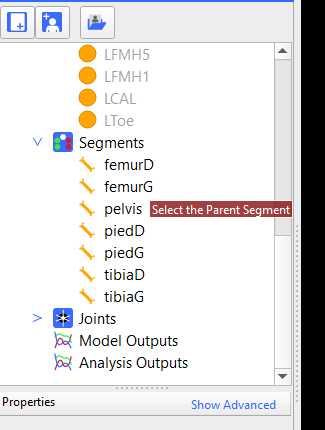 LFMH5
LFMH1
LCAL
LToe
Segments
femurD
femurG
pelvis Select the Parent Segment
piedD
piedG
tibiaD
tibiaG
Joints
Model Outputs
Analysis Outputs
Properties Show Advanced